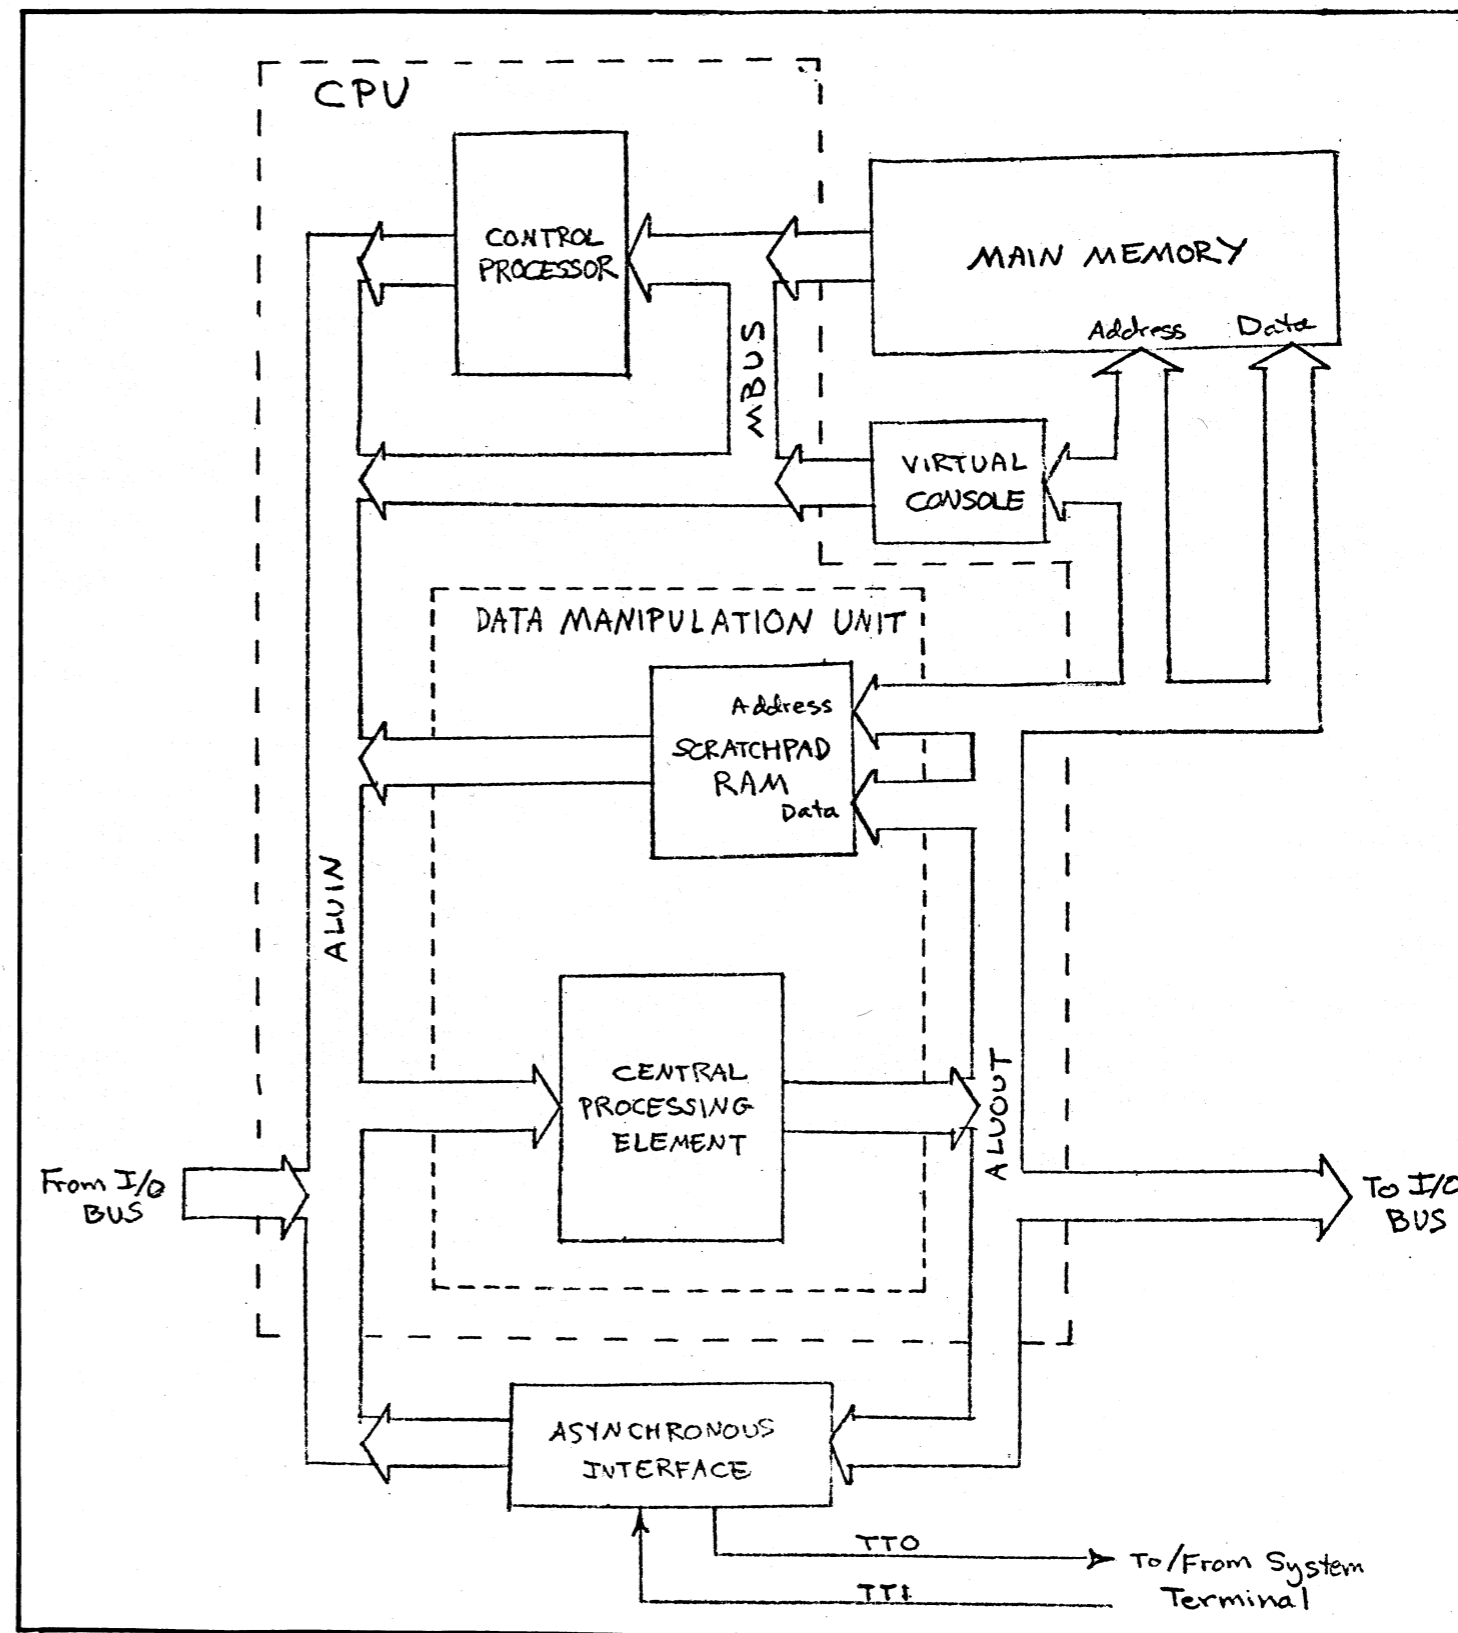 CPU
CONTROL
PROCESSOR
MAIN MEMORY
Address
Data
MBUS
VIRTUAL
CONSOLE
DATA MANIPULATION UNIT
Address
SCRATCHPAD
RAM
Data
ALUIN
CENTRAL
PROCESSING
ELEMENT
ALUOUT
From I/O
BUS
To I/O
BUS
ASYNCHRONOUS
INTERFACE
TTO
To/From System
Terminal
TTI